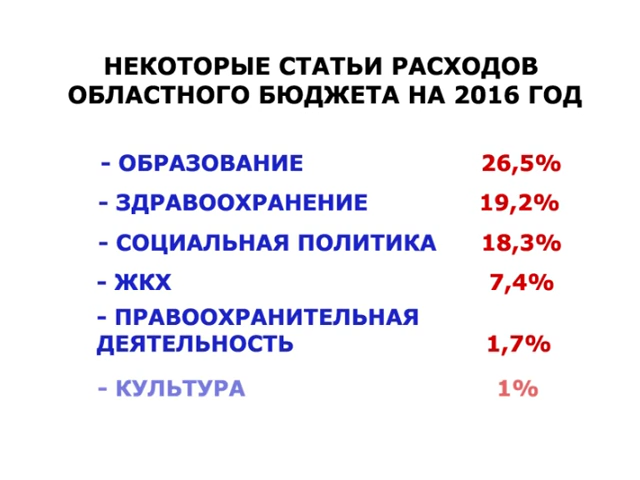 НЕКОТОРЫЕ СТАТЬИ РАСХОДОВ
ОБЛАСТНОГО БЮДЖЕТА НА 2016 ГОД
- ОБРАЗОВАНИЕ 26,5%
- ЗДРАВООХРАНЕНИЕ 19,2%
- СОЦИАЛЬНАЯ ПОЛИТИКА 18,3%
- ЖКХ 7,4%
- ПРАВООХРАНИТЕЛЬНАЯ
ДЕЯТЕЛЬНОСТЬ 1,7%
- КУЛЬТУРА 1%